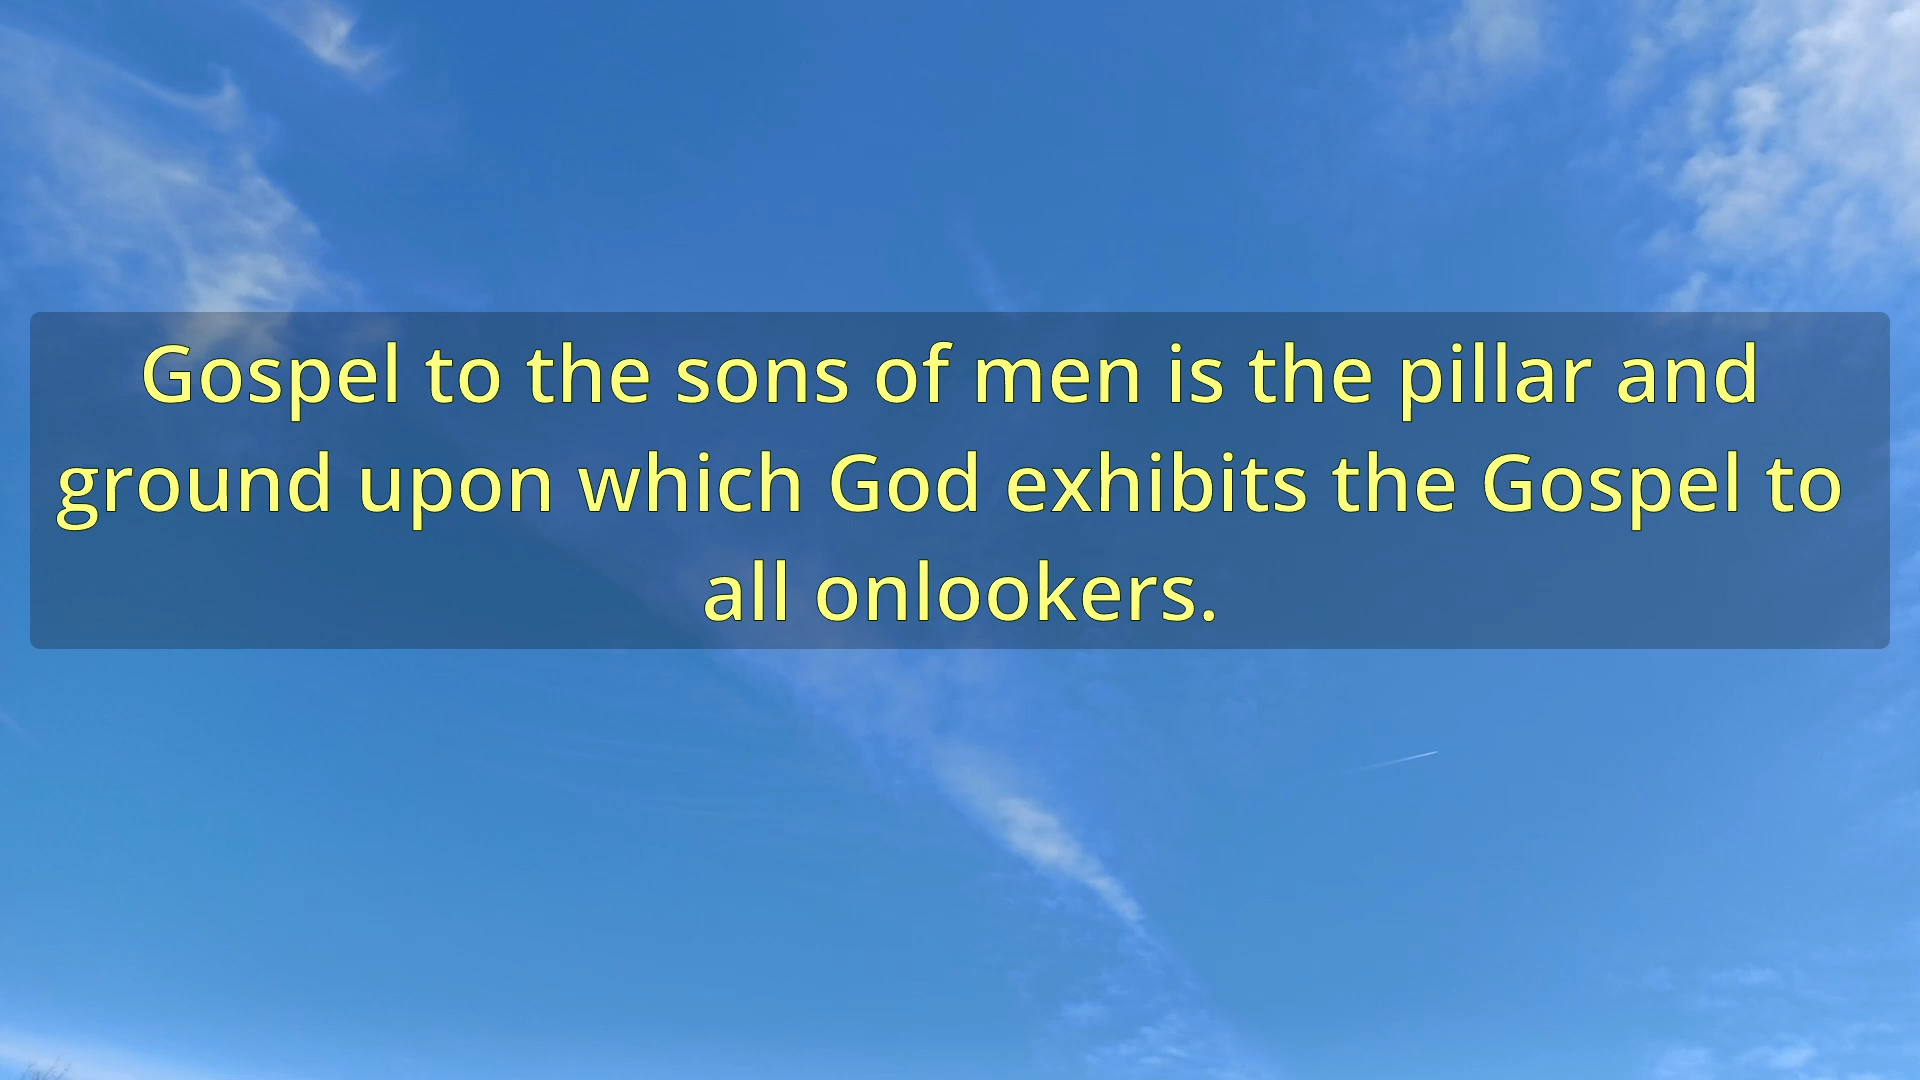 Gospel to the sons of men is the pillar and
ground upon which God exhibits the Gospel to
all onlookers.